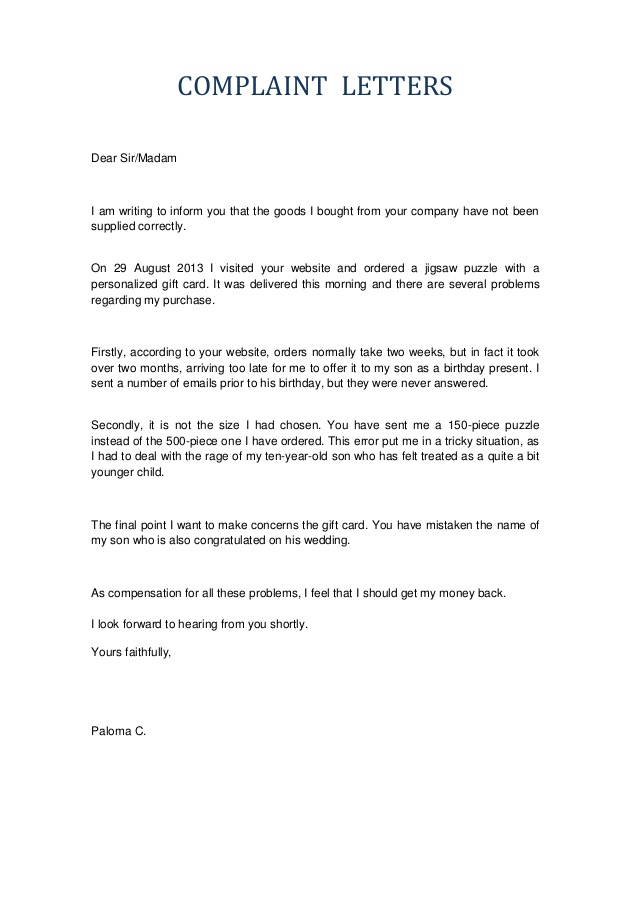 COMPLAINT LETTERS
Dear Sir/Madam
I am writing to inform you that the goods I bought from your company have not been
supplied correctly.
On 29 August 2013 I visited your website and ordered a jigsaw puzzle with a
personalized gift card. It was delivered this morning and there are several problems
regarding my purchase.
Firstly, according to your website, orders normally take two weeks, but in fact it took
over two months, arriving too late for me to offer it to my son as a birthday present. I
sent a number of emails prior to his birthday, but they were never answered.
Secondly, it is not the size I had chosen. You have sent me a 150-piece puzzle
instead of the 500-piece one I have ordered. This error put me in a tricky situation, as
I had to deal with the rage of my ten-year-old son who has felt treated as a quite a bit
younger child.
The final point I want to make concerns the gift card. You have mistaken the name of
my son who is also congratulated on his wedding.
As compensation for all these problems, I feel that I should get my money back.
I look forward to hearing from you shortly.
Yours faithfully,
Paloma C.